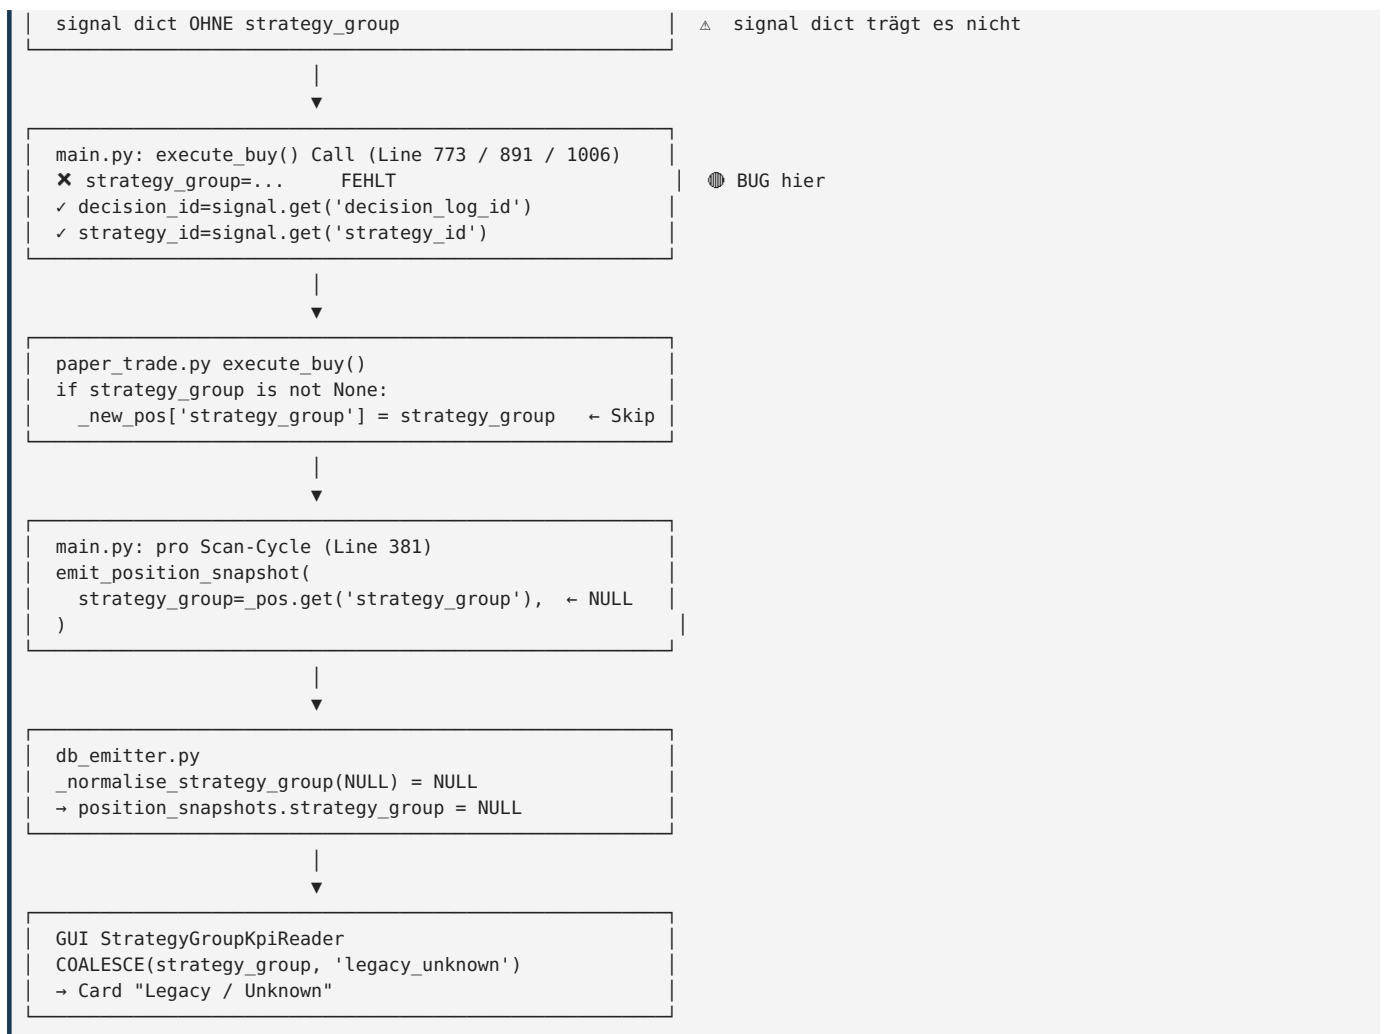 signal dict OHNE strategy_group ⚠ signal dict trägt es nicht
▼
main.py: execute_buy() Call (Line 773 / 891 / 1006)
✖ strategy_group=... FEHLT 🔴 BUG hier
✓ decision_id=signal.get('decision_log_id')
✓ strategy_id=signal.get('strategy_id')
▼
paper_trade.py execute_buy()
if strategy_group is not None:
_new_pos['strategy_group'] = strategy_group ← Skip
▼
main.py: pro Scan-Cycle (Line 381)
emit_position_snapshot(
strategy_group=_pos.get('strategy_group'), ← NULL
)
▼
db_emitter.py
_normalise_strategy_group(NULL) = NULL
→ position_snapshots.strategy_group = NULL
▼
GUI StrategyGroupKpiReader
COALESCE(strategy_group, 'legacy_unknown')
→ Card "Legacy / Unknown"